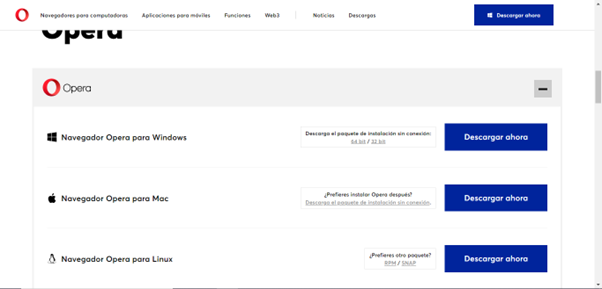 Navegadores para computadoras Aplicaciones para móviles Funciones Web3 Noticias Descargas Descargar ahora
Opera
Opera
Navegador Opera para Windows
Descarga el paquete de instalación sin conexión:
64 bit / 32 bit
Descargar ahora
Navegador Opera para Mac
¿Prefieres instalar Opera después?
Descarga el paquete de instalación sin conexión.
Descargar ahora
Navegador Opera para Linux
¿Prefieres otro paquete?
RPM / SNAP
Descargar ahora